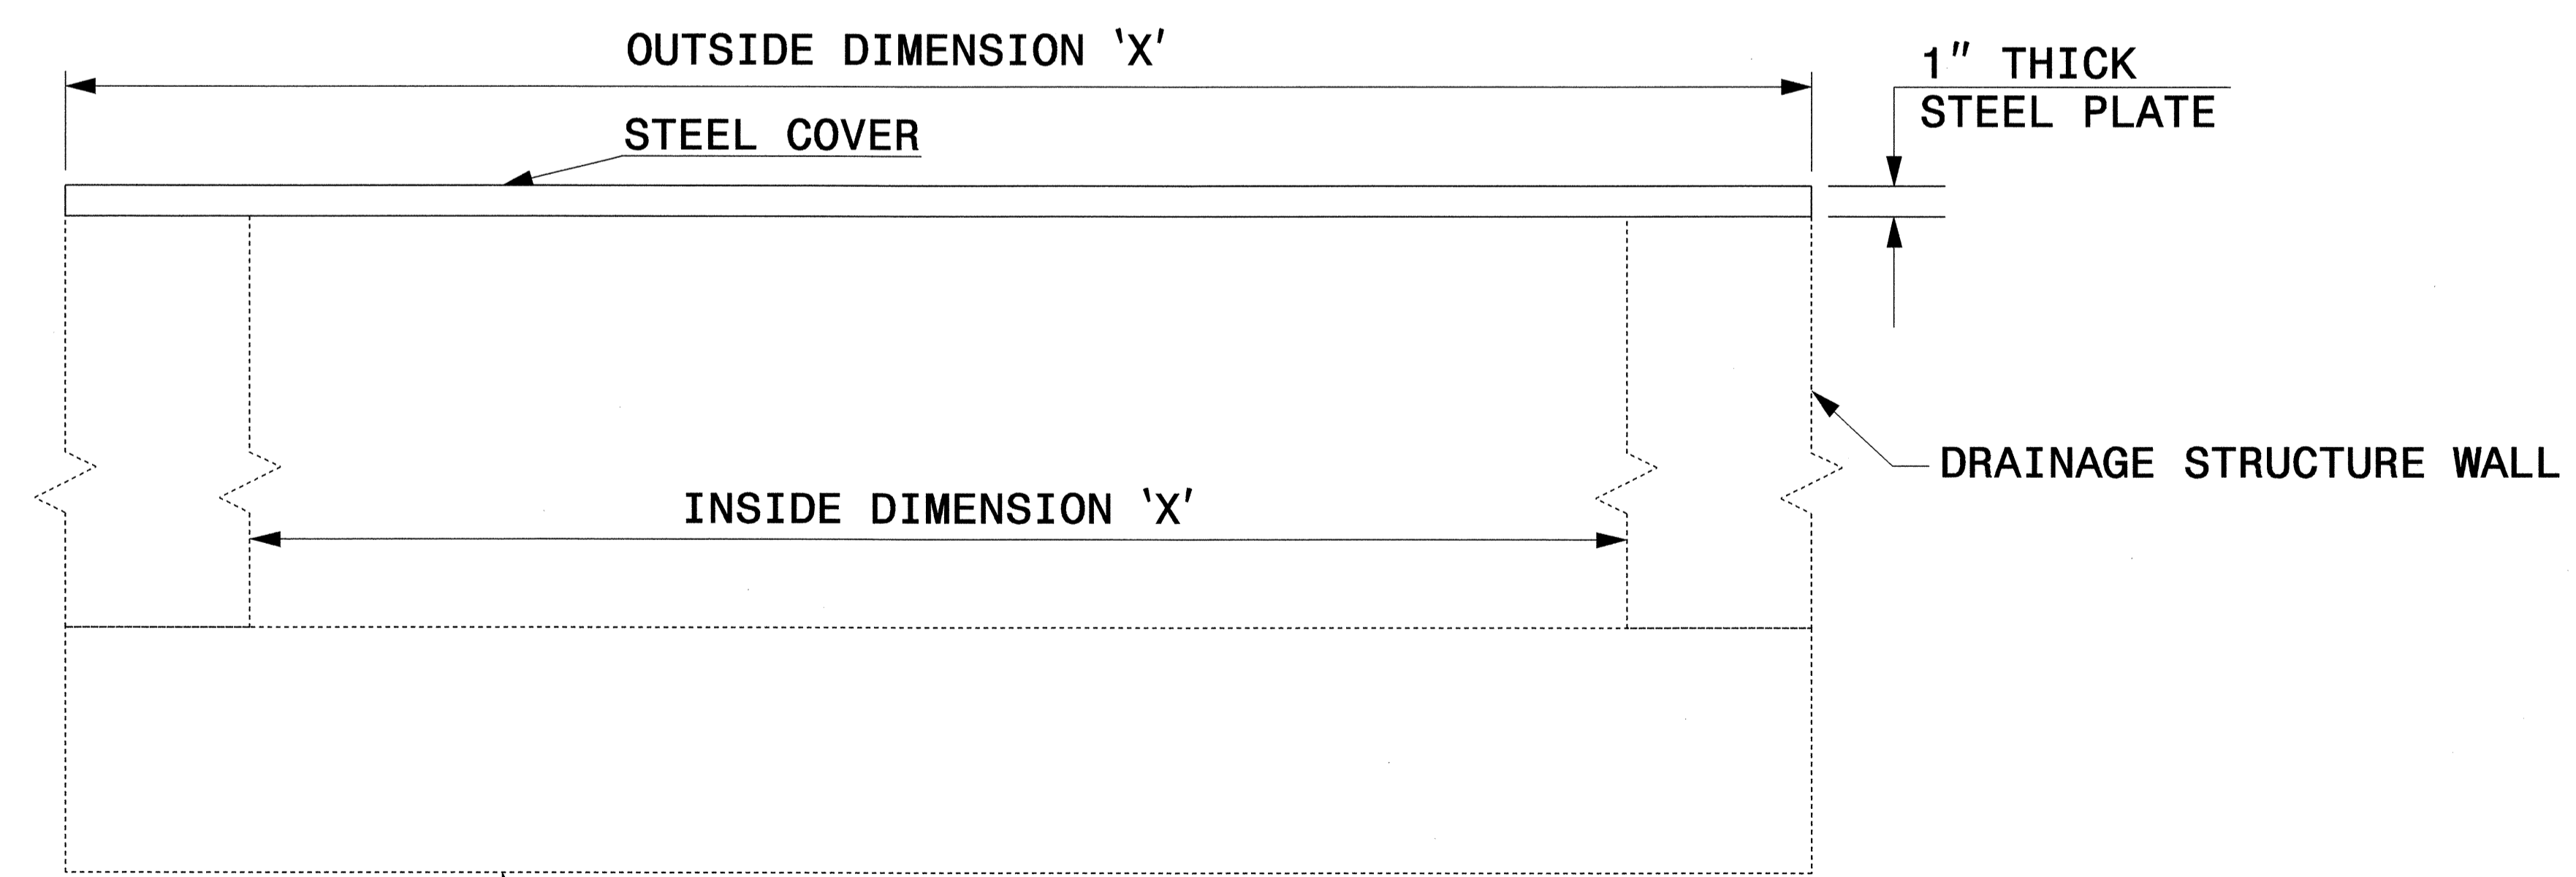 OUTSIDE DIMENSION 'X'
1" THICK
STEEL PLATE
STEEL COVER
DRAINAGE STRUCTURE WALL
INSIDE DIMENSION 'X'